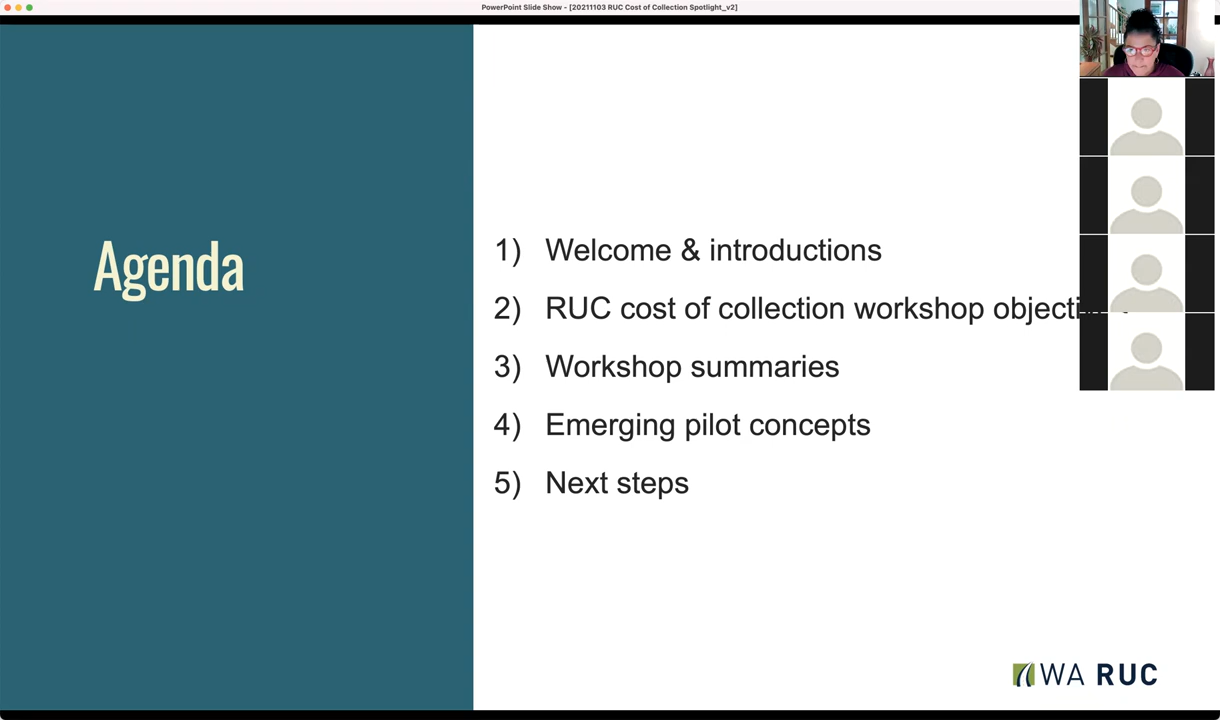 PowerPoint Slide Show - [20211103 RUC Cost of Collection Spotlight_v2]
Agenda
1) Welcome & introductions
2) RUC cost of collection workshop
3) Workshop summaries
4) Emerging pilot concepts
5) Next steps
WA RUC